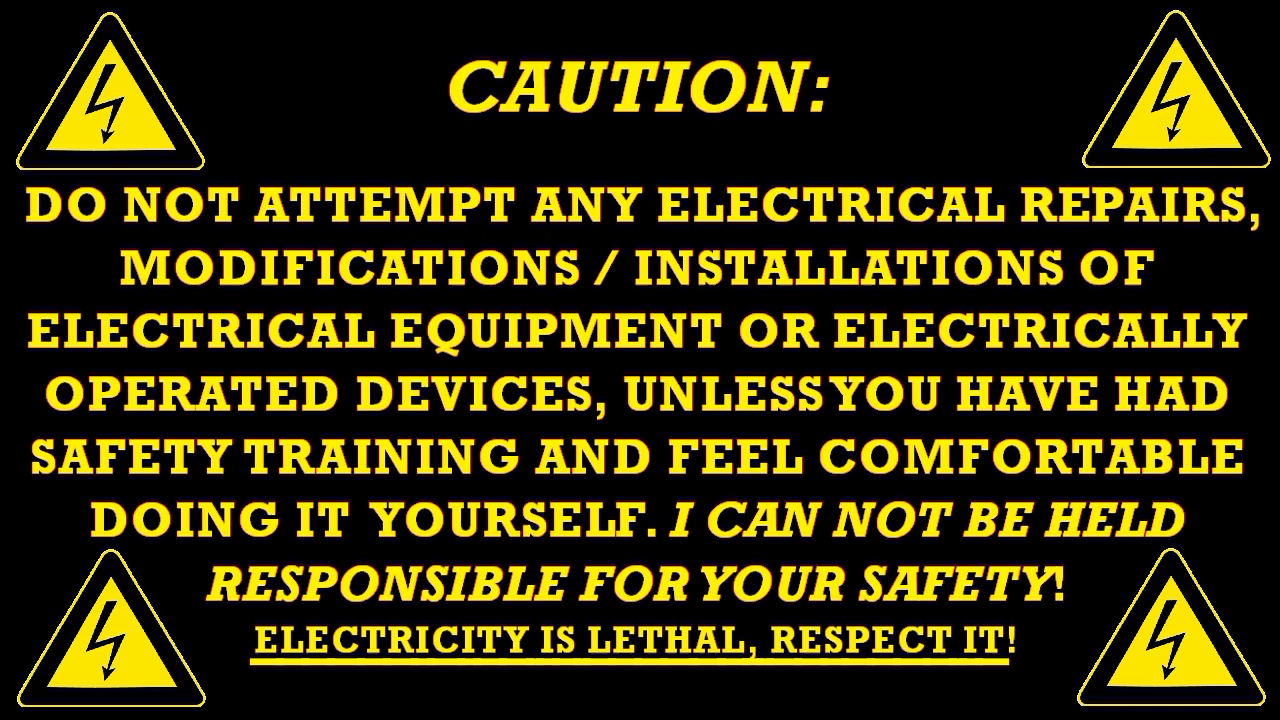 CAUTION:
DO NOT ATTEMPT ANY ELECTRICAL REPAIRS,
MODIFICATIONS / INSTALLATIONS OF
ELECTRICAL EQUIPMENT OR ELECTRICALLY
OPERATED DEVICES, UNLESS YOU HAVE HAD
SAFETY TRAINING AND FEEL COMFORTABLE
DOING IT YOURSELF. I CAN NOT BE HELD
RESPONSIBLE FOR YOUR SAFETY!
ELECTRICITY IS LETHAL, RESPECT IT!